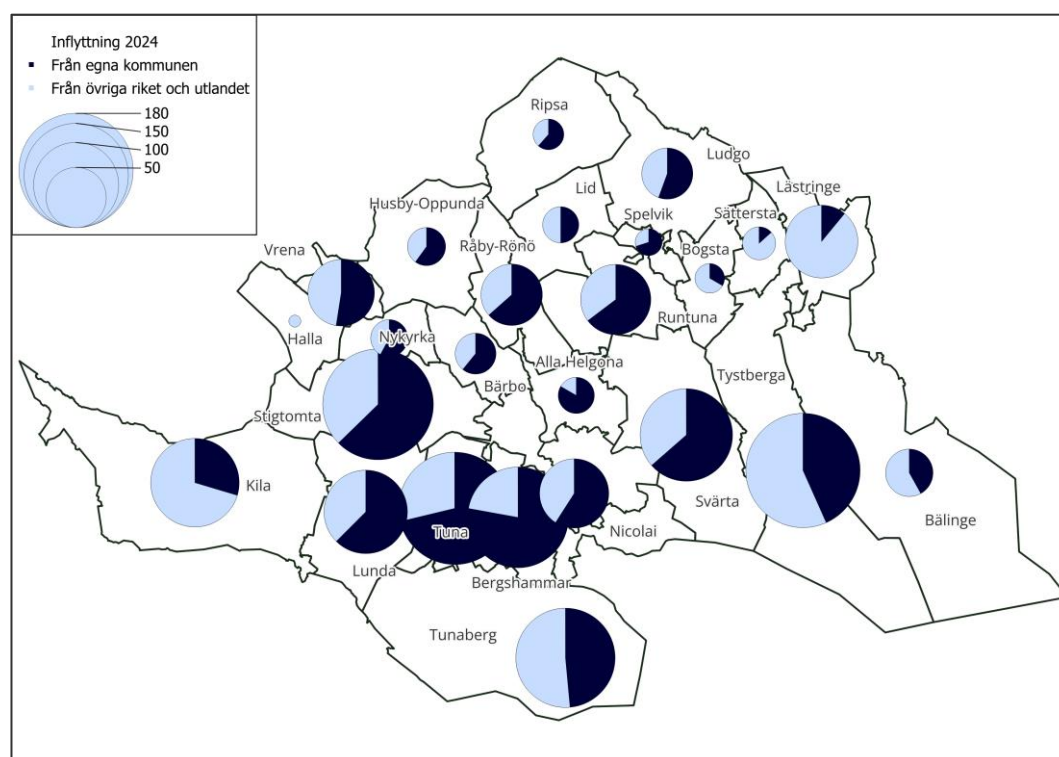 Inflyttning 2024
Från egna kommunen
Från övriga riket och utlandet
180
150
100
50
Ripsa
Ludgo
Lid
Lästringe
Husby-Oppunda
Spelvik
Sättersta
Vrena
Råby-Rönö
Bogsta
Runtuna
Halla
Nykyrka
Alla Helgona
Tystberga
Bärbo
Stigtomta
Kila
Svärta
Bälinge
Tuna
Nicolai
Lunda
Bergshammar
Tunaberg